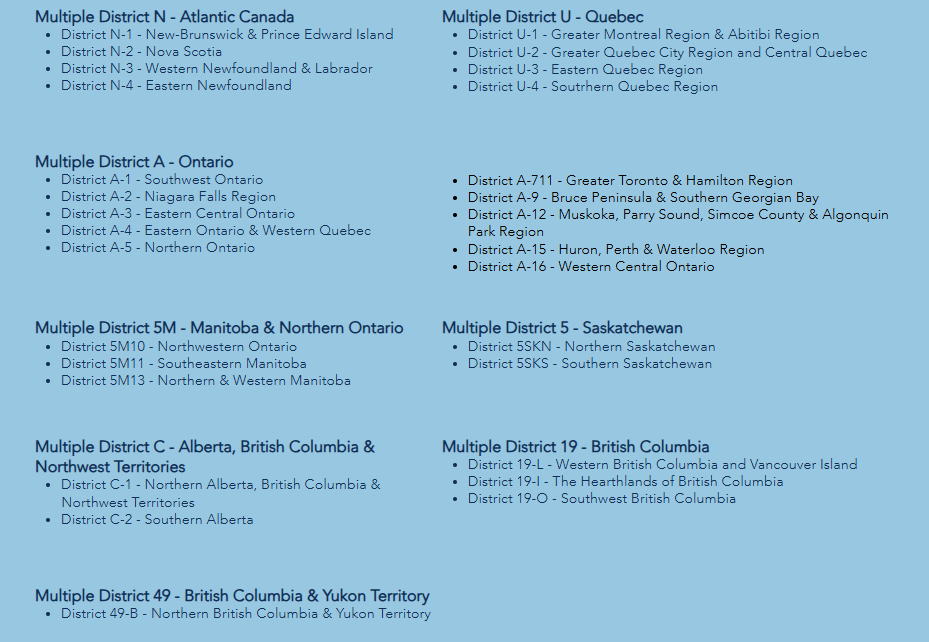 Multiple District N - Atlantic Canada
• District N-1 - New-Brunswick & Prince Edward Island
• District N-2 - Nova Scotia
• District N-3 - Western Newfoundland & Labrador
• District N-4 - Eastern Newfoundland
Multiple District U - Quebec
• District U-1 - Greater Montreal Region & Abitibi Region
• District U-2 - Greater Quebec City Region and Central Quebec
• District U-3 - Eastern Quebec Region
• District U-4 - Soutrhern Quebec Region
Multiple District A - Ontario
• District A-1 - Southwest Ontario
• District A-2 - Niagara Falls Region
• District A-3 - Eastern Central Ontario
• District A-4 - Eastern Ontario & Western Quebec
• District A-5 - Northern Ontario
• District A-711 - Greater Toronto & Hamilton Region
• District A-9 - Bruce Peninsula & Southern Georgian Bay
• District A-12 - Muskoka, Parry Sound, Simcoe County & Algonquin
Park Region
• District A-15 - Huron, Perth & Waterloo Region
• District A-16 - Western Central Ontario
Multiple District 5M - Manitoba & Northern Ontario
• District 5M10 - Northwestern Ontario
• District 5M11 - Southeastern Manitoba
• District 5M13 - Northern & Western Manitoba
Multiple District 5 - Saskatchewan
• District 5SKN - Northern Saskatchewan
• District 5SKS - Southern Saskatchewan
Multiple District C - Alberta, British Columbia &
Northwest Territories
• District C-1 - Northern Alberta, British Columbia &
Northwest Territories
• District C-2 - Southern Alberta
Multiple District 19 - British Columbia
• District 19-L - Western British Columbia and Vancouver Island
• District 19-I - The Hearthlands of British Columbia
• District 19-O - Southwest British Columbia
Multiple District 49 - British Columbia & Yukon Territory
• District 49-B - Northern British Columbia & Yukon Territory